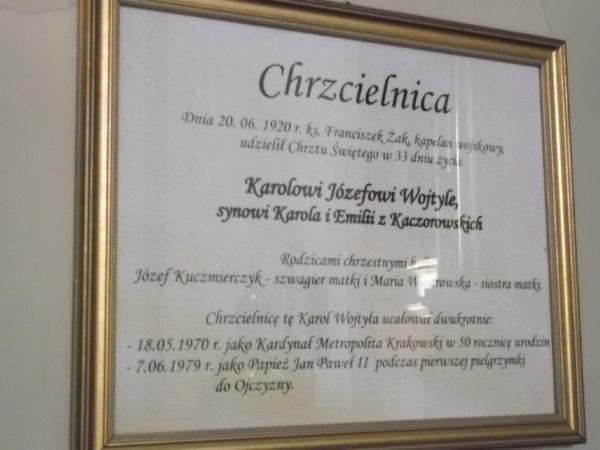 Chrzcielnica
Dnia 20. 06. 1920 r. ks. Franciszek Żak, kapelan wojskowy,
udzielił Chrztu Świętego w 33 dniu życia
Karolowi Józefowi Wojtyle,
synowi Karola i Emilii z Kaczorowskich
Rodzicami chrzestnymi
Józef Kuczmierczyk - szwagier matki i Maria - siostra matki.
Chrzcielnicę tę Karol Wojtyła ucałował dwukrotnie:
- 18.05.1970 r. jako Kardynał Metropolita Krakowski w 50 rocznicę urodzin
- 7.06.1979 r. jako Papież Jan Paweł II podczas pierwszej pielgrzymki
do Ojczyzny.